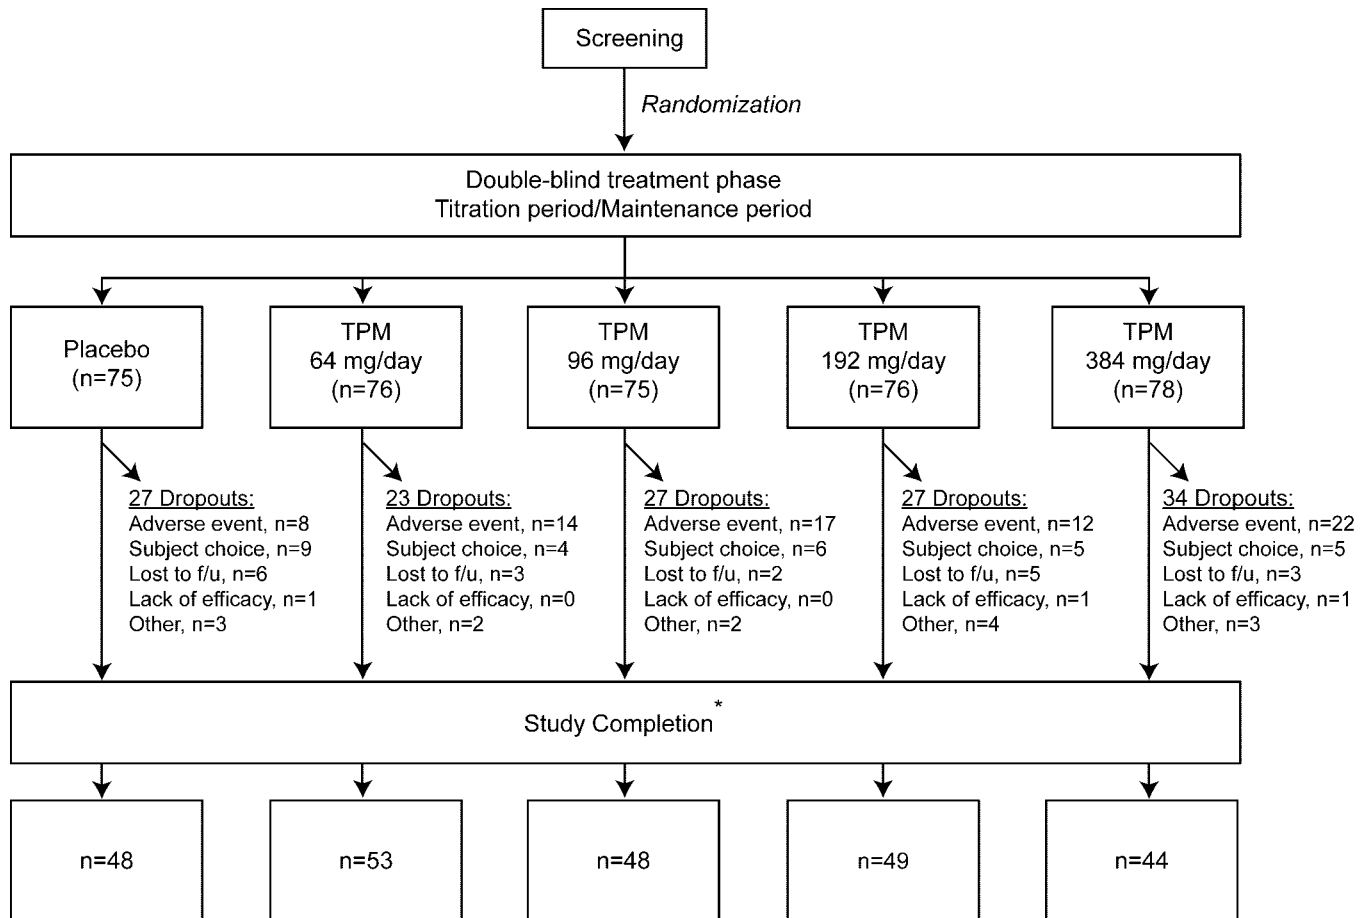 Screening
Randomization
Double-blind treatment phase
Titration period/Maintenance period
Placebo
(n=75)
TPM
64 mg/day
(n=76)
TPM
96 mg/day
(n=75)
TPM
192 mg/day
(n=76)
TPM
384 mg/day
(n=78)
27 Dropouts:
Adverse event, n=8
Subject choice, n=9
Lost to f/u, n=6
Lack of efficacy, n=1
Other, n=3
23 Dropouts:
Adverse event, n=14
Subject choice, n=4
Lost to f/u, n=3
Lack of efficacy, n=0
Other, n=2
27 Dropouts:
Adverse event, n=17
Subject choice, n=6
Lost to f/u, n=2
Lack of efficacy, n=0
Other, n=2
27 Dropouts:
Adverse event, n=12
Subject choice, n=5
Lost to f/u, n=5
Lack of efficacy, n=1
Other, n=4
34 Dropouts:
Adverse event, n=22
Subject choice, n=5
Lost to f/u, n=3
Lack of efficacy, n=1
Other, n=3
Study Completion*
n=48
n=53
n=48
n=49
n=44